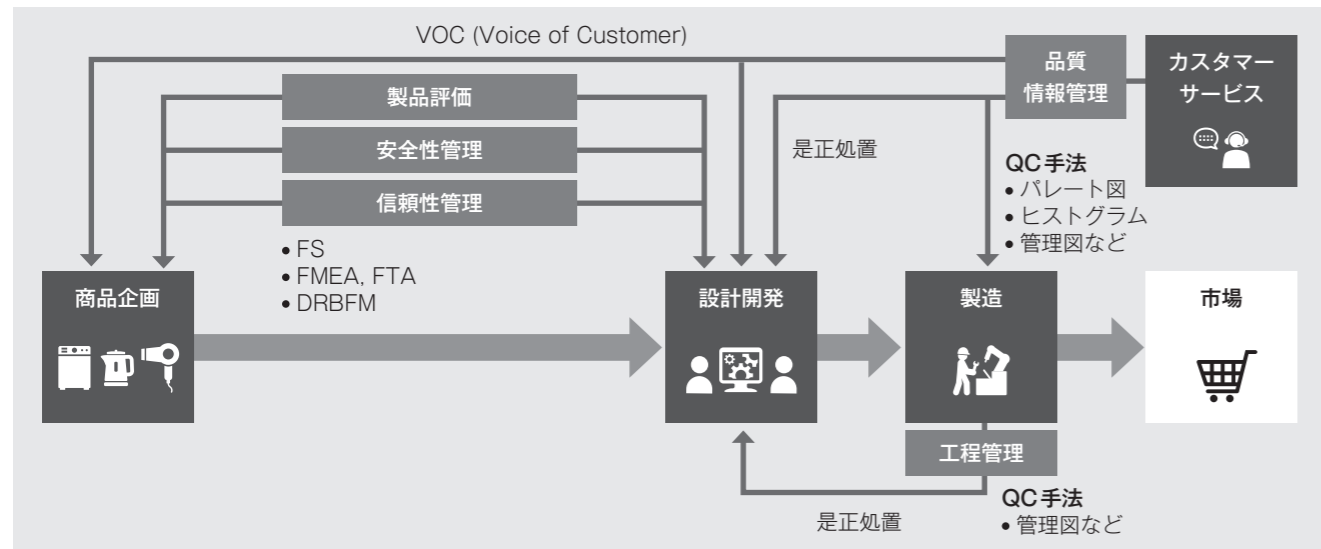 VOC (Voice of Customer)
品質
情報管理
カスタマー
サービス
製品評価
安全性管理
信頼性管理
是正処置
QC手法
• パレート図
• ヒストグラム
• 管理図など
• FS
• FMEA, FTA
• DRBFM
商品企画
設計開発
製造
市場
工程管理
是正処置
QC手法
• 管理図など